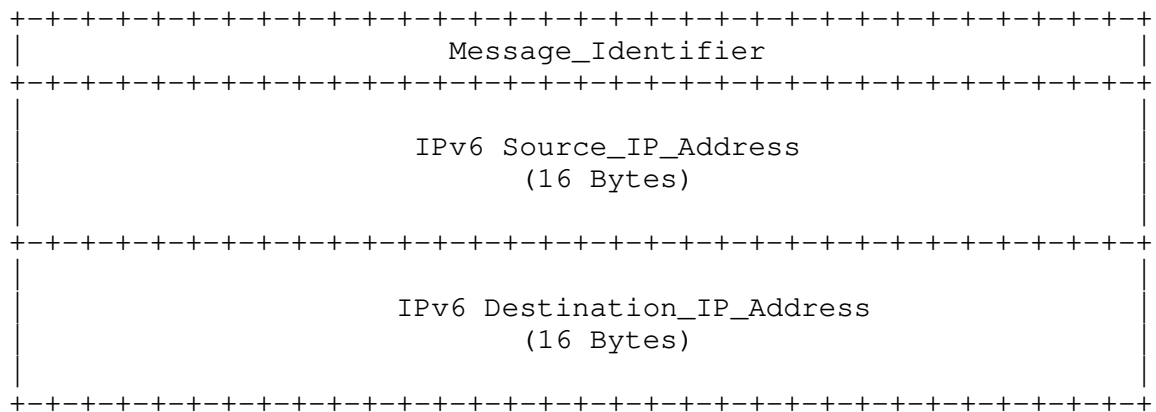 +-+-+-+-+-+-+-+-+-+-+-+-+-+-+-+-+-+-+-+-+-+-+-+-+-+-+-+-+-+-+-+-+
| Message_Identifier |
+-+-+-+-+-+-+-+-+-+-+-+-+-+-+-+-+-+-+-+-+-+-+-+-+-+-+-+-+-+-+-+-+
| |
| IPv6 Source_IP_Address |
| (16 Bytes) |
| |
+-+-+-+-+-+-+-+-+-+-+-+-+-+-+-+-+-+-+-+-+-+-+-+-+-+-+-+-+-+-+-+-+
| |
| IPv6 Destination_IP_Address |
| (16 Bytes) |
| |
+-+-+-+-+-+-+-+-+-+-+-+-+-+-+-+-+-+-+-+-+-+-+-+-+-+-+-+-+-+-+-+-+